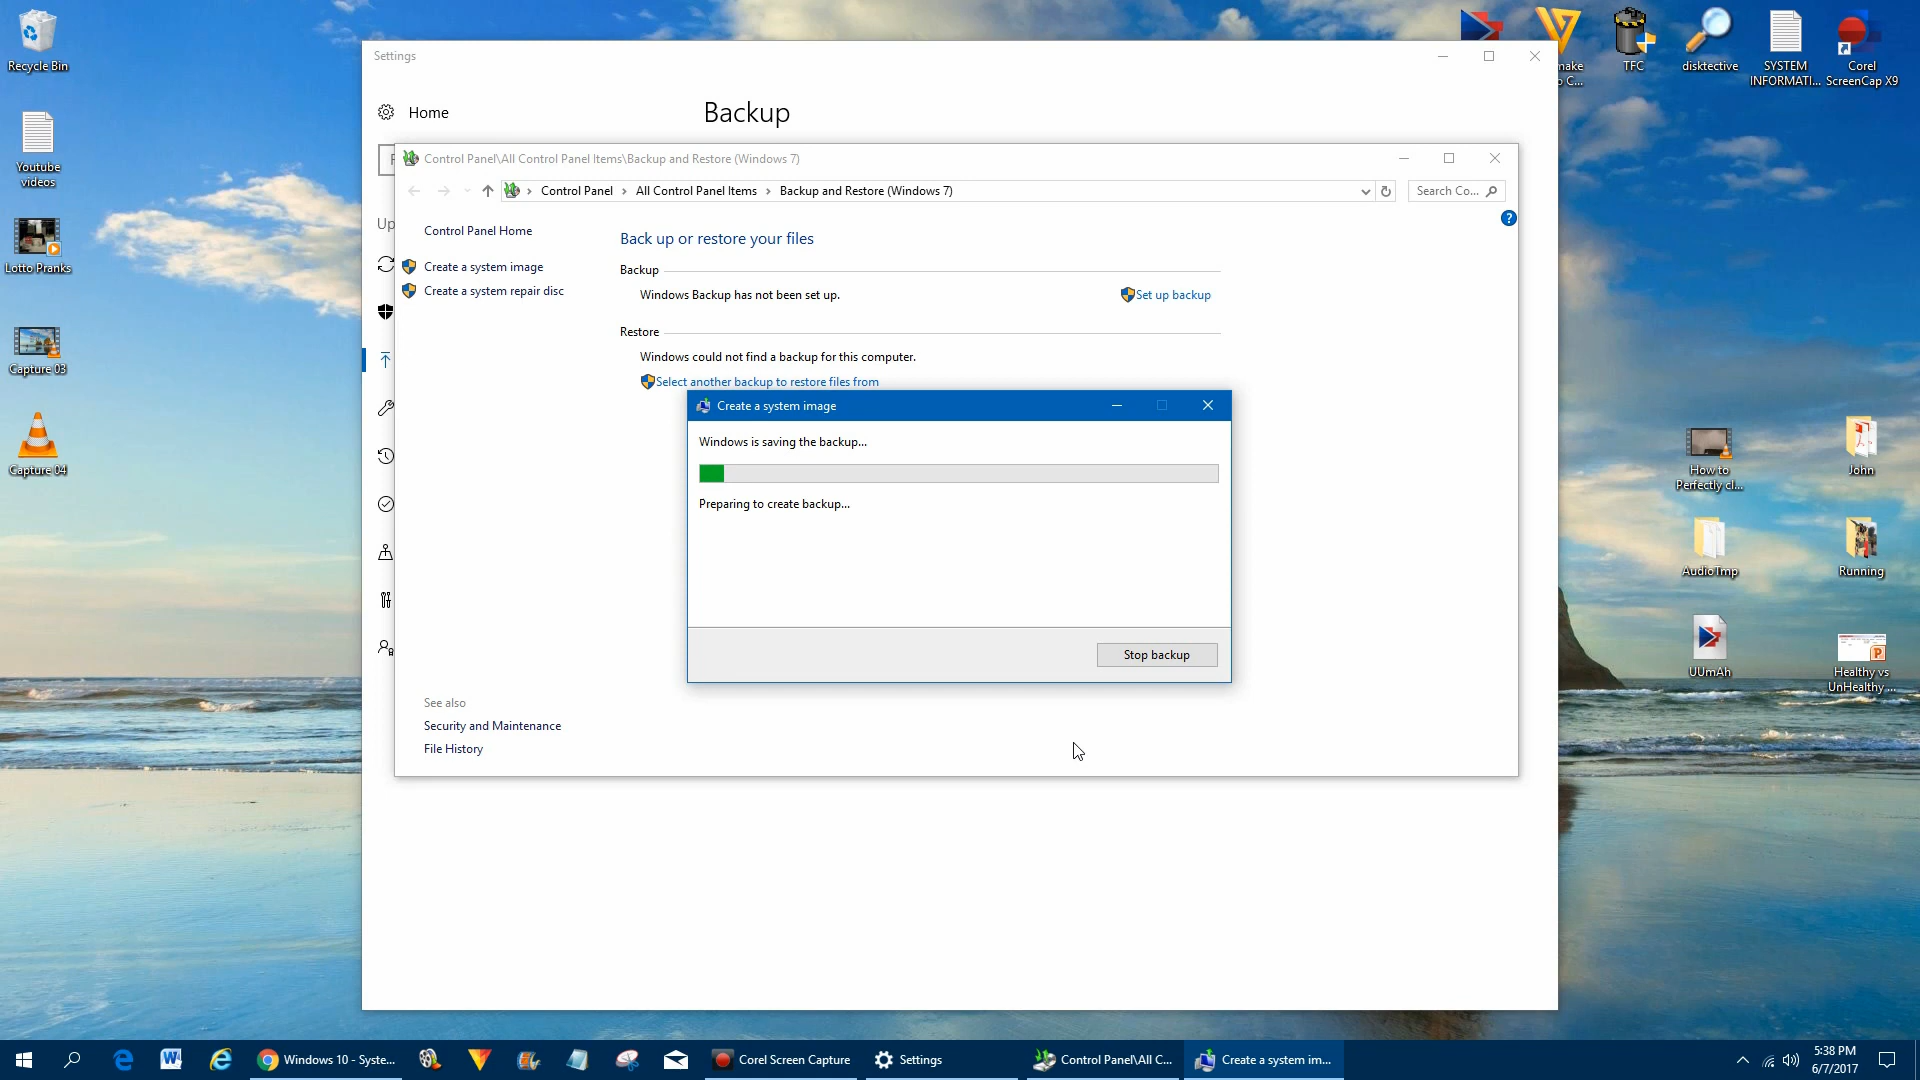 Recycle Bin
Youtube
videos
Lotto Pranks
Capture 03
Capture 04
TFC
disktective
SYSTEM
INFORMATI...
Corel
ScreenCap X9
How to
Perfectly cl...
John
AudioTmp
Running
UUmAh
Healthy vs
UnHealthy ...
Settings
Home
Backup
Up
Control Panel\All Control Panel Items\Backup and Restore (Windows 7)
Control Panel
All Control Panel Items
Backup and Restore (Windows 7)
Search Co...
Control Panel Home
Create a system image
Create a system repair disc
Back up or restore your files
Backup
Windows Backup has not been set up.
Set up backup
Restore
Windows could not find a backup for this computer.
Select another backup to restore files from
Create a system image
Windows is saving the backup...
Preparing to create backup...
Stop backup
See also
Security and Maintenance
File History
Windows 10 - Syste...
Corel Screen Capture
Settings
Control Panel\All C...
Create a system im...
5:38 PM
6/7/2017